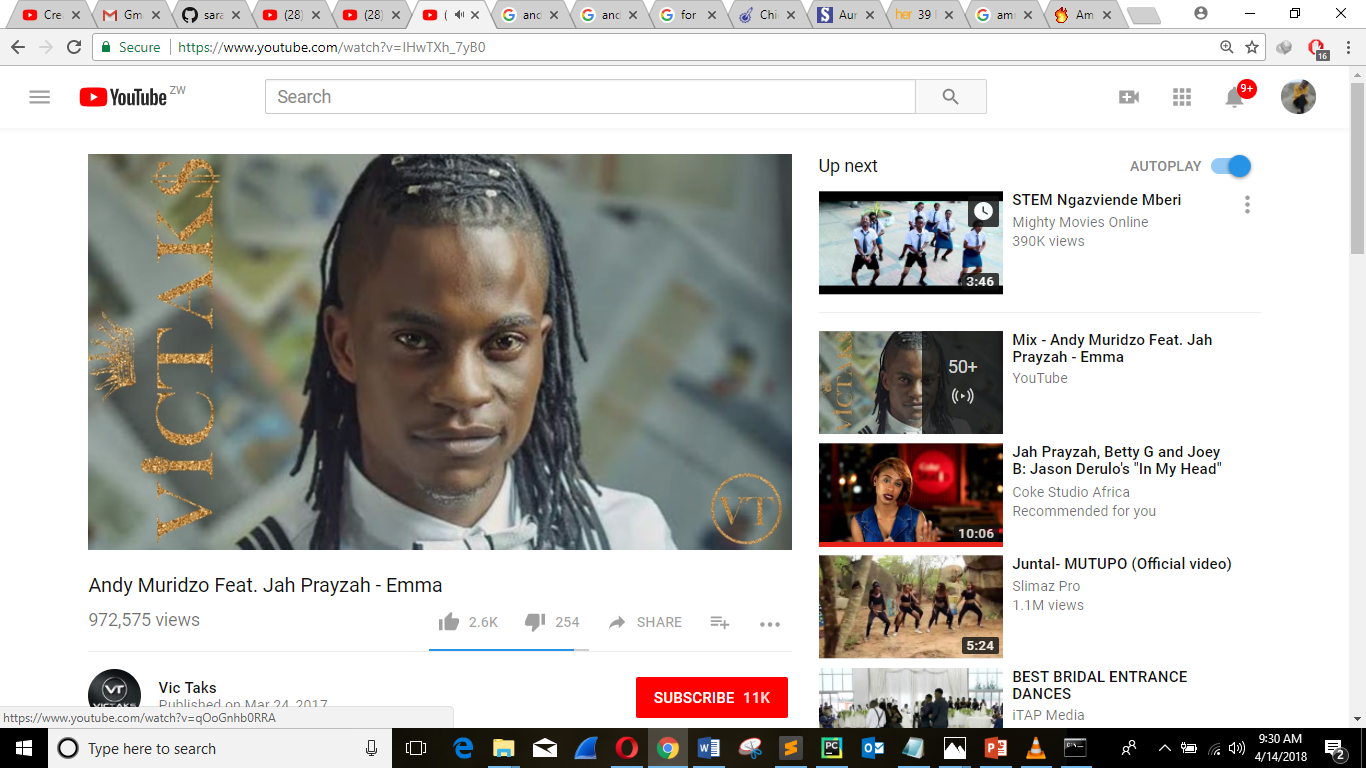 Cre
Gm
sara
(28)
(28)
(
and
and
for
Chi
Aur
her 39
am
Am
Secure
https://www.youtube.com/watch?v=IHwTXh_7yB0
16
YouTube ZW
Search
9+
VICTAKS
VT
Up next
AUTOPLAY
STEM Ngazviende Mberi
Mighty Movies Online
390K views
3:46
VICTAKS
50+
Mix - Andy Muridzo Feat. Jah
Prayzah - Emma
YouTube
Jah Prayzah, Betty G and Joey
B: Jason Derulo's "In My Head"
Coke Studio Africa
Recommended for you
10:06
Juntal- MUTUPO (Official video)
Slimaz Pro
1.1M views
5:24
BEST BRIDAL ENTRANCE
DANCES
iTAP Media
Andy Muridzo Feat. Jah Prayzah - Emma
972,575 views
2.6K
254
SHARE
VT
VICTAKS
Vic Taks
Published on Mar 24, 2017
SUBSCRIBE 11K
https://www.youtube.com/watch?v=qOoGnhb0RRA
Type here to search
9:30 AM
4/14/2018
2